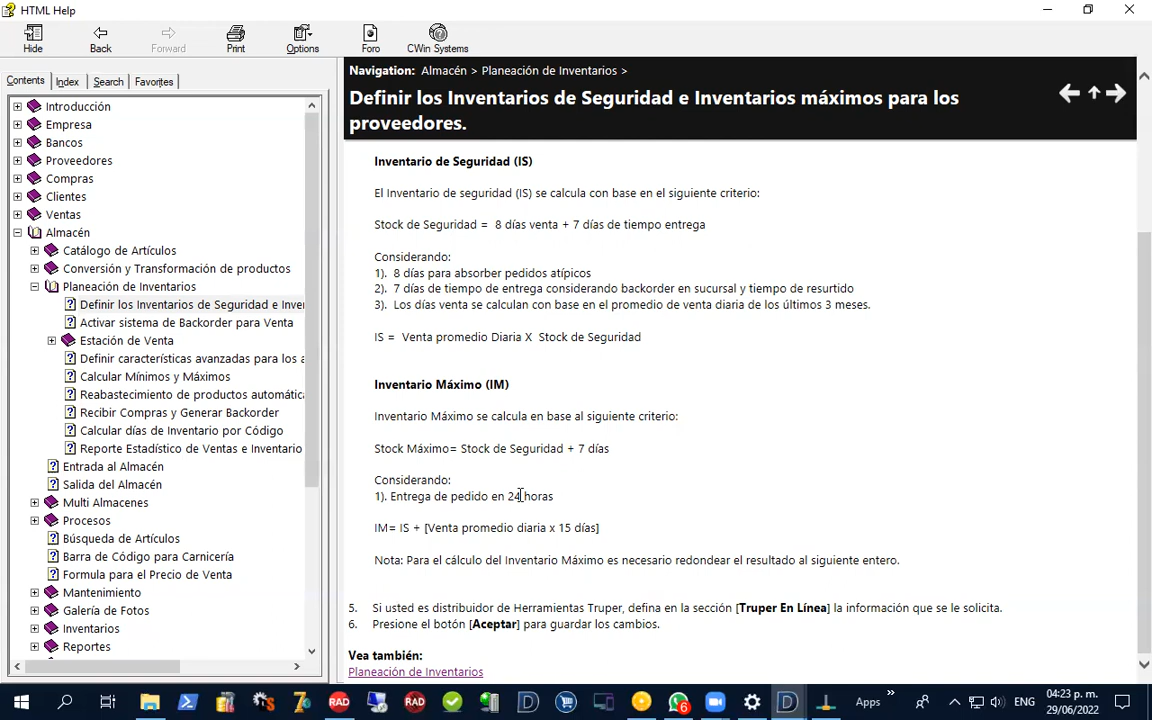 HTML Help
Hide
Back
Forward
Print
Options
Foro
CWin Systems
Contents
Index
Search
Favorites
Introducción
Empresa
Bancos
Proveedores
Compras
Clientes
Ventas
Almacén
Catálogo de Artículos
Conversión y Transformación de productos
Planeación de Inventarios
Definir los Inventarios de Seguridad e Inver
Activar sistema de Backorder para Venta
Estación de Venta
Definir características avanzadas para los a
Calcular Mínimos y Máximos
Reabastecimiento de productos automátic
Recibir Compras y Generar Backorder
Calcular días de Inventario por Código
Reporte Estadístico de Ventas e Inventario
Entrada al Almacén
Salida del Almacén
Multi Almacenes
Procesos
Búsqueda de Artículos
Barra de Código para Carnicería
Formula para el Precio de Venta
Mantenimiento
Galería de Fotos
Inventarios
Reportes
Navigation: Almacén > Planeación de Inventarios >
Definir los Inventarios de Seguridad e Inventarios máximos para los
proveedores.
Inventario de Seguridad (IS)
El Inventario de seguridad (IS) se calcula con base en el siguiente criterio:
Stock de Seguridad = 8 días venta + 7 días de tiempo entrega
Considerando:
1). 8 días para absorber pedidos atípicos
2). 7 días de tiempo de entrega considerando backorder en sucursal y tiempo de resurtido
3). Los días venta se calculan con base en el promedio de venta diaria de los últimos 3 meses.
IS = Venta promedio Diaria X Stock de Seguridad
Inventario Máximo (IM)
Inventario Máximo se calcula en base al siguiente criterio:
Stock Máximo= Stock de Seguridad + 7 días
Considerando:
1). Entrega de pedido en 24 horas
IM= IS + [Venta promedio diaria x 15 días]
Nota: Para el cálculo del Inventario Máximo es necesario redondear el resultado al siguiente entero.
5. Si usted es distribuidor de Herramientas Truper, defina en la sección [Truper En Línea] la información que se le solicita.
6. Presione el botón [Aceptar] para guardar los cambios.
Vea también:
Planeación de Inventarios
RAD
RAD
6
Apps
ENG
04:23 p. m.
29/06/2022